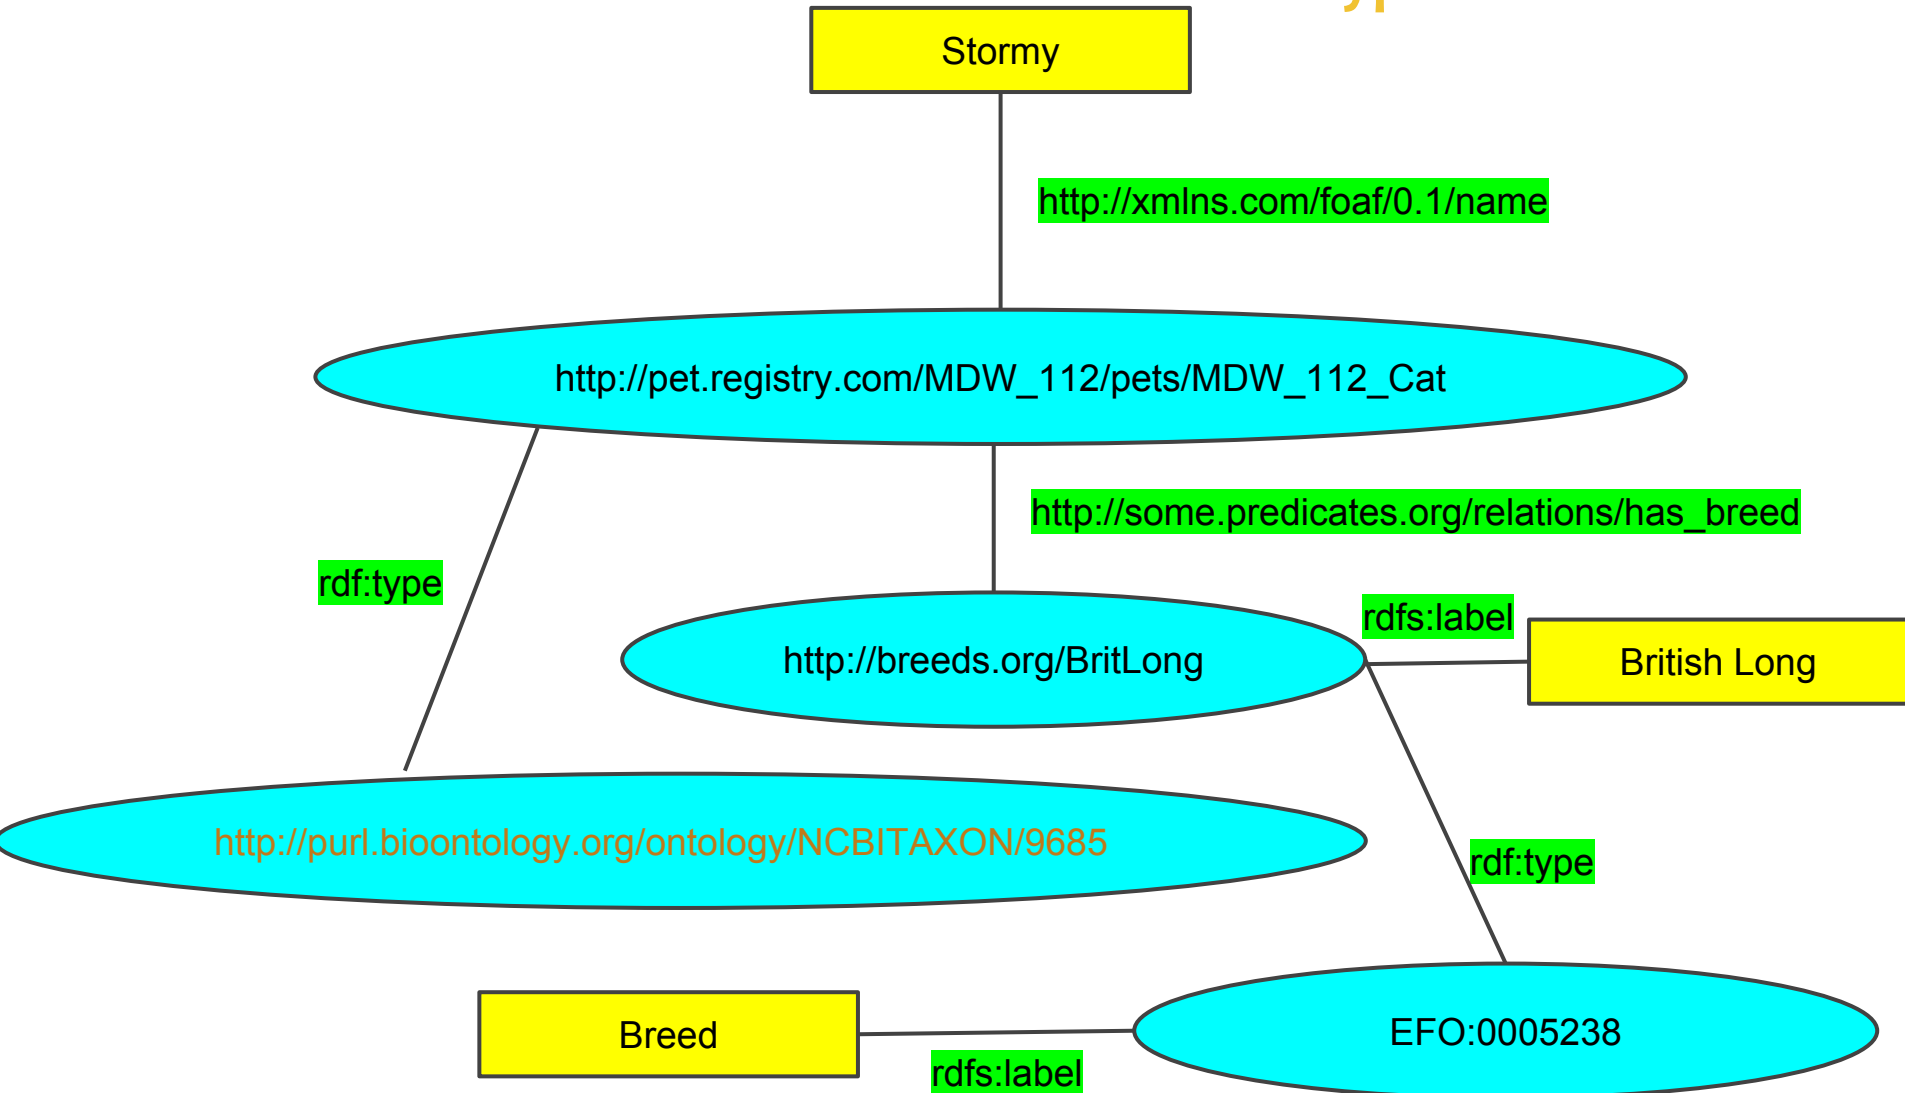 Stormy
http://xmlns.com/foaf/0.1/name
http://pet.registry.com/MDW_112/pets/MDW_112_Cat
http://some.predicates.org/relations/has_breed
rdf:type
rdfs:label
http://breeds.org/BritLong
British Long
http://purl.bioontology.org/ontology/NCBITAXON/9685
rdf:type
Breed
EFO:0005238
rdfs:label